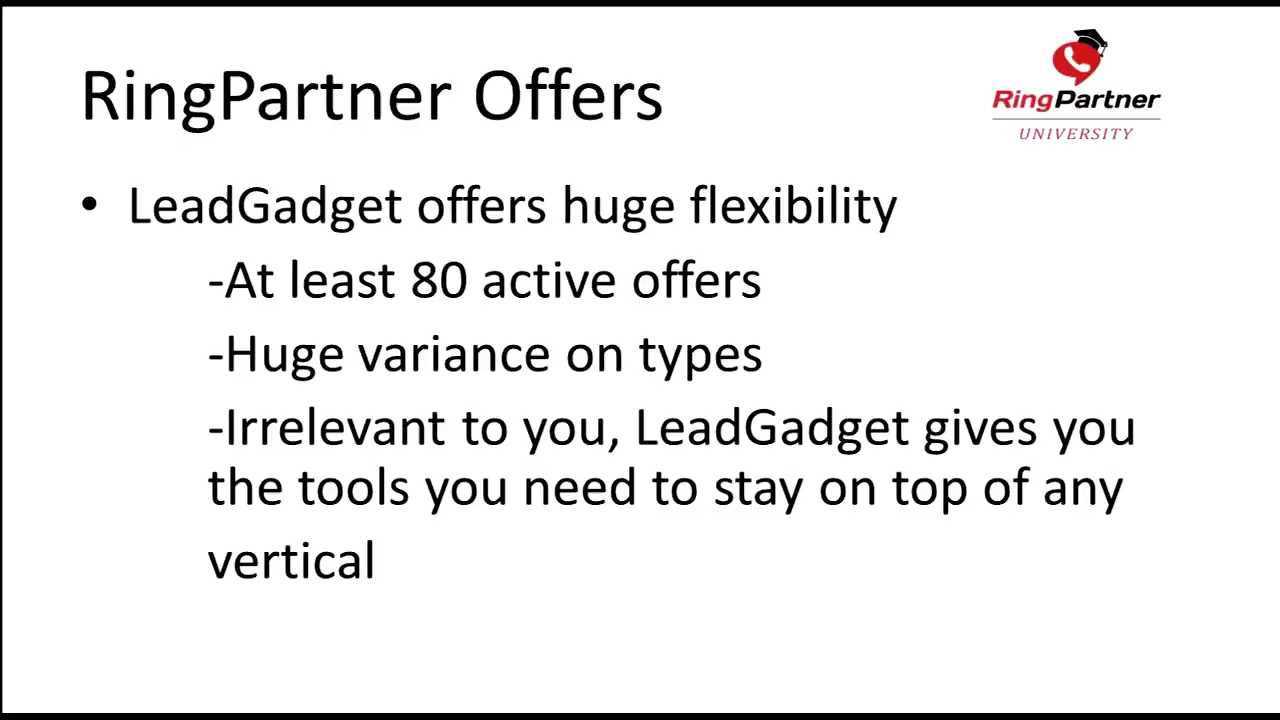 RingPartner Offers
RingPartner
UNIVERSITY
• LeadGadget offers huge flexibility
-At least 80 active offers
-Huge variance on types
-Irrelevant to you, LeadGadget gives you
the tools you need to stay on top of any
vertical